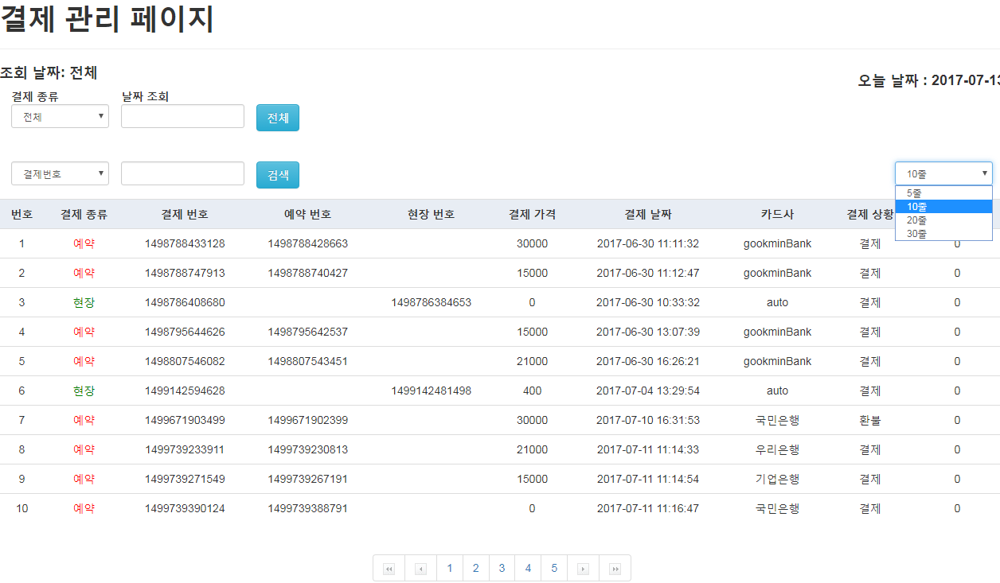 결제 관리 페이지
조회 날짜: 전체
오늘 날짜 : 2017-07-13
결제 종류 날짜 조회
전체 전체
결제번호 검색 10줄
5줄
10줄
20줄
30줄
번호 결제 종류 결제 번호 예약 번호 현장 번호 결제 가격 결제 날짜 카드사 결제 상황
1 예약 1498788433128 1498788428663 30000 2017-06-30 11:11:32 gookminBank 결제 0
2 예약 1498788747913 1498788740427 15000 2017-06-30 11:12:47 gookminBank 결제 0
3 현장 1498786408680 1498786384653 0 2017-06-30 10:33:32 auto 결제 0
4 예약 1498795644626 1498795642537 15000 2017-06-30 13:07:39 gookminBank 결제 0
5 예약 1498807546082 1498807543451 21000 2017-06-30 16:26:21 gookminBank 결제 0
6 현장 1499142594628 1499142481498 400 2017-07-04 13:29:54 auto 결제 0
7 예약 1499671903499 1499671902399 30000 2017-07-10 16:31:53 국민은행 환불 0
8 예약 1499739233911 1499739230813 21000 2017-07-11 11:14:33 우리은행 결제 0
9 예약 1499739271549 1499739267191 15000 2017-07-11 11:14:54 기업은행 결제 0
10 예약 1499739390124 1499739388791 0 2017-07-11 11:16:47 국민은행 결제 0
1 2 3 4 5